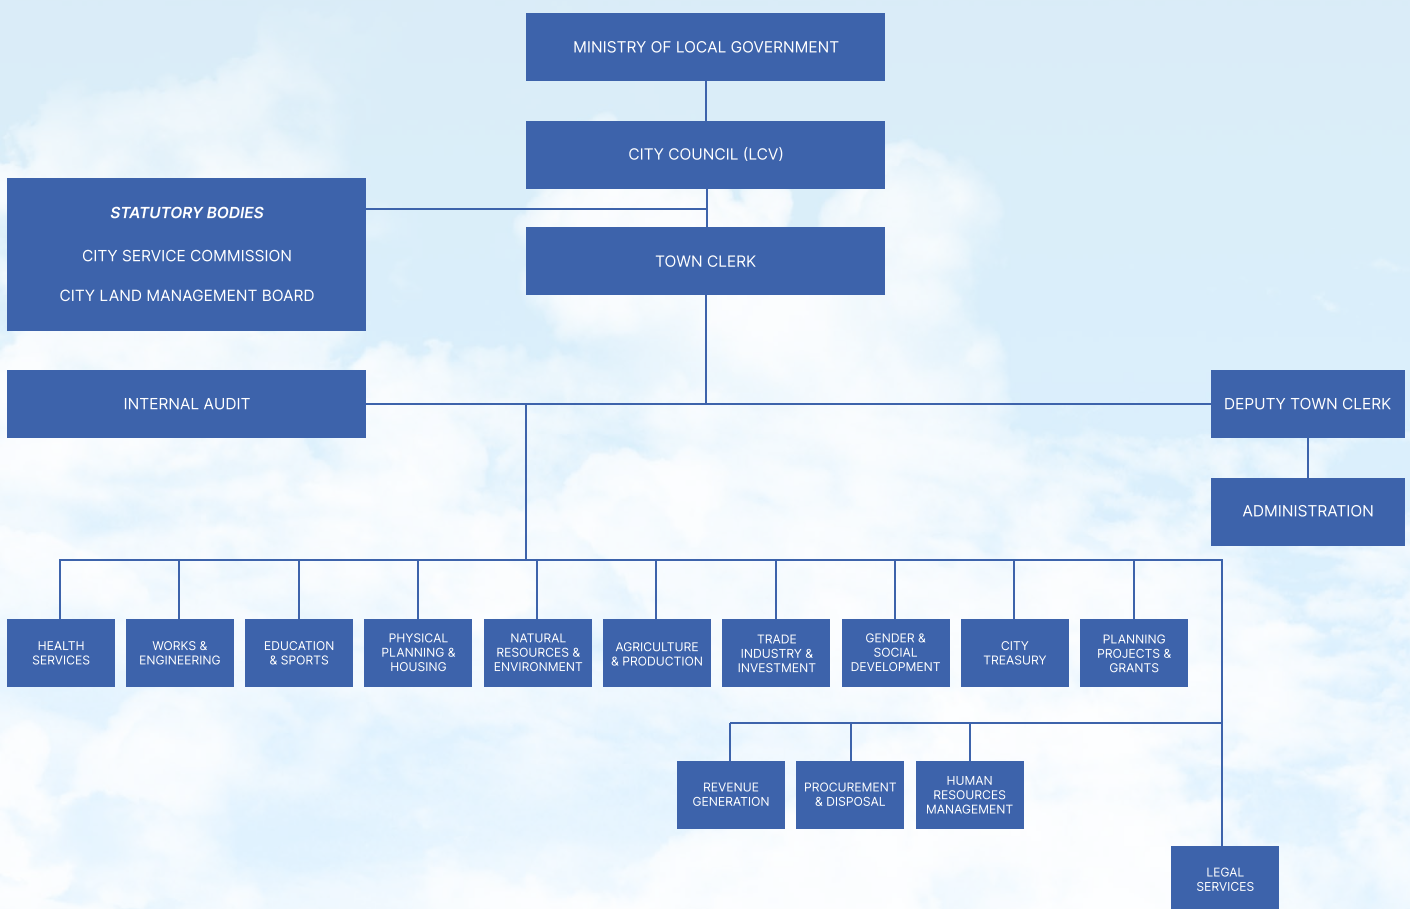 MINISTRY OF LOCAL GOVERNMENT
CITY COUNCIL (LCV)
STATUTORY BODIES
CITY SERVICE COMMISSION
CITY LAND MANAGEMENT BOARD
TOWN CLERK
INTERNAL AUDIT
DEPUTY TOWN CLERK
ADMINISTRATION
HEALTH
SERVICES
WORKS &
ENGINEERING
EDUCATION
& SPORTS
PHYSICAL
PLANNING &
HOUSING
NATURAL
RESOURCES &
ENVIRONMENT
AGRICULTURE
& PRODUCTION
TRADE
INDUSTRY &
INVESTMENT
GENDER &
SOCIAL
DEVELOPMENT
CITY
TREASURY
PLANNING
PROJECTS &
GRANTS
REVENUE
GENERATION
PROCUREMENT
& DISPOSAL
HUMAN
RESOURCES
MANAGEMENT
LEGAL
SERVICES